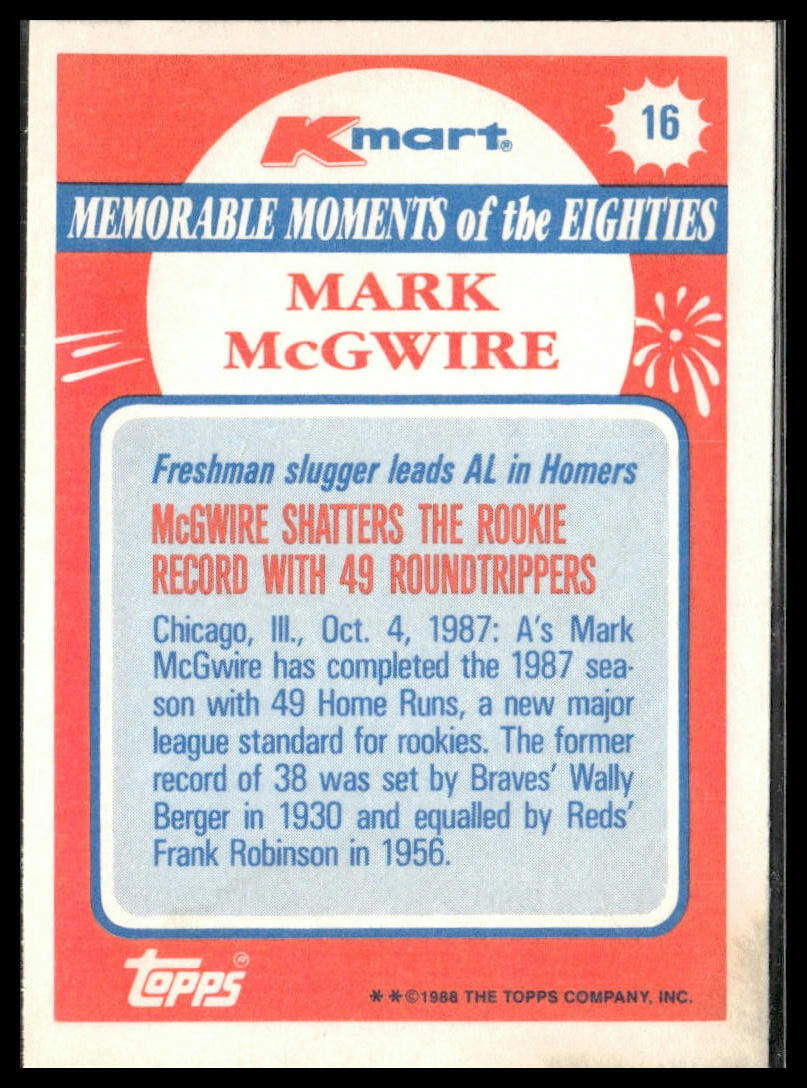 Kmart®
16
MEMORABLE MOMENTS of the EIGHTIES
MARK
McGWIRE
Freshman slugger leads AL in Homers
McGWIRE SHATTERS THE ROOKIE
RECORD WITH 49 ROUNDTRIPPERS
Chicago, Ill., Oct. 4, 1987: A's Mark
McGwire has completed the 1987 sea-
son with 49 Home Runs, a new major
league standard for rookies. The former
record of 38 was set by Braves' Wally
Berger in 1930 and equalled by Reds'
Frank Robinson in 1956.
topps®
* *©1988 THE TOPPS COMPANY, INC.